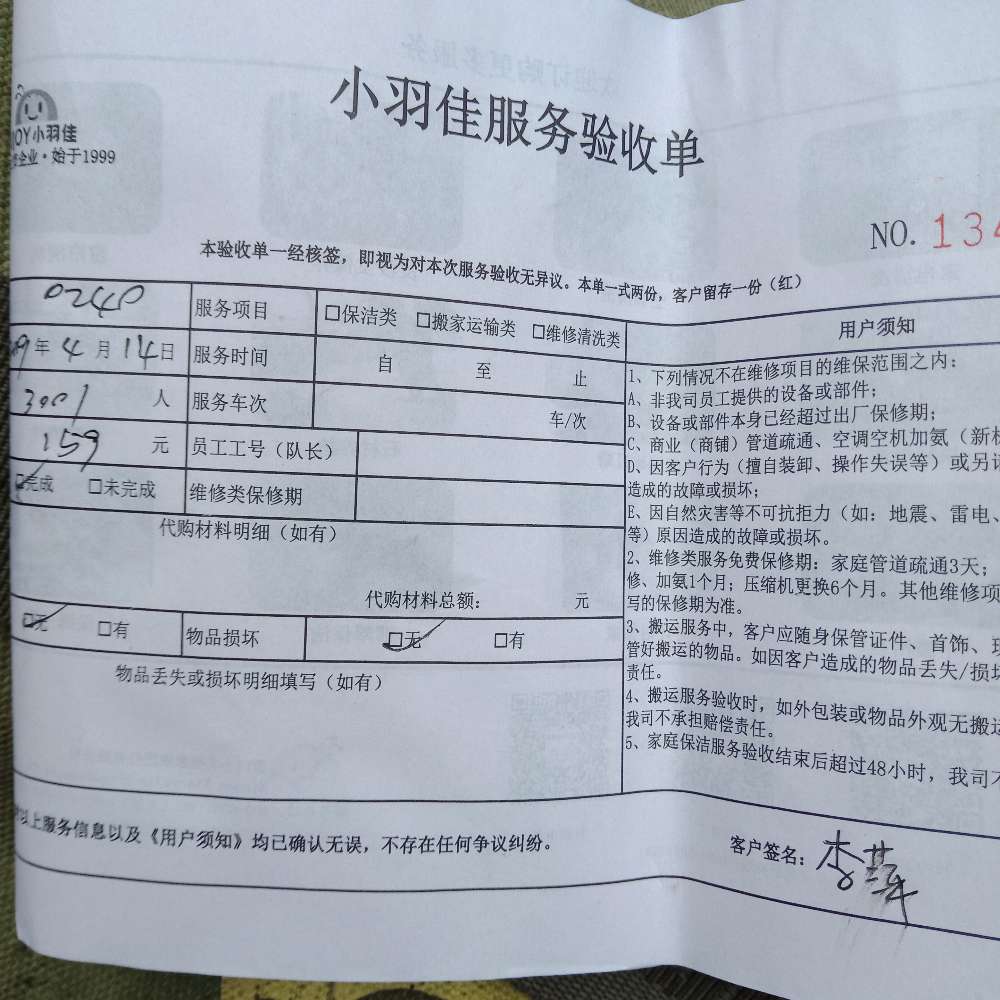 小羽佳服务验收单
JOY小羽佳
企业·始于1999
NO. 134
本验收单一经核签，即视为对本次服务验收无异议。本单一式两份，客户留存一份（红）
0240 服务项目 □保洁类 □搬家运输类 □维修清洗类
年 4 月 14 日 服务时间 自 至 止
3001 人 服务车次 车/次
159 元 员工工号（队长）
□完成 □未完成 维修类保修期
代购材料明细（如有）
代购材料总额： 元
□无 □有 物品损坏 □无 □有
物品丢失或损坏明细填写（如有）
用户须知
1、下列情况不在维修项目的维保范围之内：
A、非我司员工提供的设备或部件；
B、设备或部件本身已经超过出厂保修期；
C、商业（商铺）管道疏通、空调空机加氨（新
D、因客户行为（擅自装卸、操作失误等）或另
造成的故障或损坏；
E、因自然灾害等不可抗拒力（如：地震、雷电、
等）原因造成的故障或损坏。
2、维修类服务免费保修期：家庭管道疏通3天；
修、加氨1个月；压缩机更换6个月。其他维修项
写的保修期为准。
3、搬运服务中，客户应随身保管证件、首饰、
管好搬运的物品。如因客户造成的物品丢失/损坏
责任。
4、搬运服务验收时，如外包装或物品外观无搬运
我司不承担赔偿责任。
5、家庭保洁服务验收结束后超过48小时，我司不
以上服务信息以及《用户须知》均已确认无误，不存在任何争议纠纷。
客户签名：李